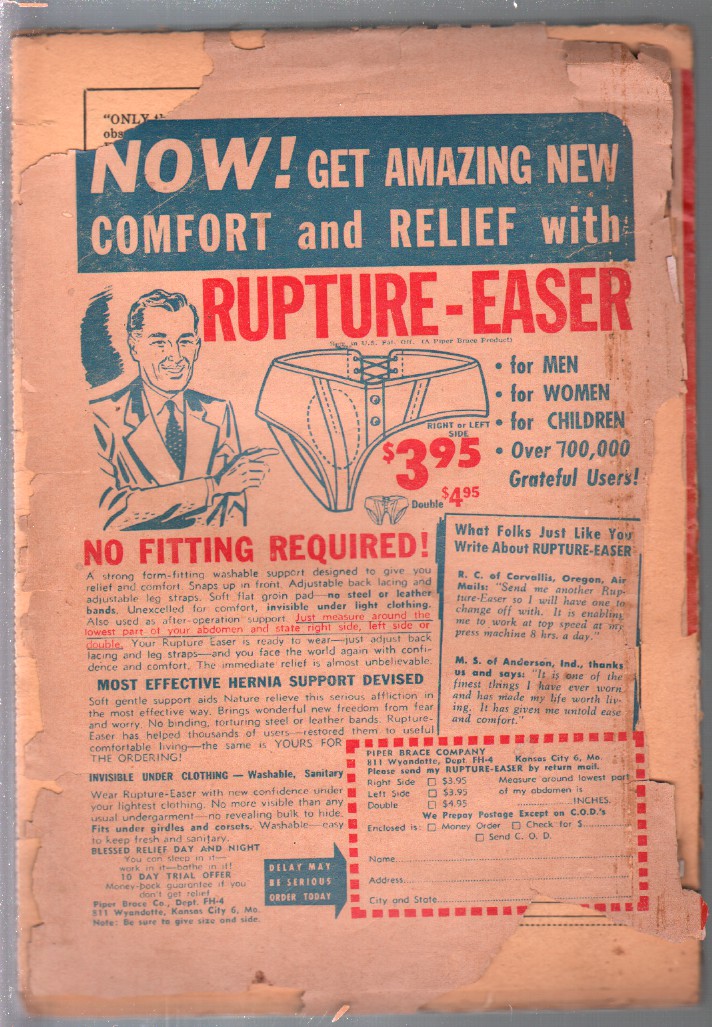 "ONLY
obs
NOW! GET AMAZING NEW
COMFORT and RELIEF with
RUPTURE-EASER
Reg. in U.S. Pat. Off. (A Piper Brace Product)
• for MEN
• for WOMEN
• for CHILDREN
• Over 700,000
Grateful Users!
RIGHT or LEFT
SIDE
$3.95
Double $4.95
NO FITTING REQUIRED!
A strong form-fitting washable support designed to give you
relief and comfort. Snaps up in front. Adjustable back lacing and
adjustable leg straps. Soft flat groin pad—no steel or leather
bands. Unexcelled for comfort, invisible under light clothing.
Also used as after-operation support. Just measure around the
lowest part of your abdomen and state right side, left side or
double. Your Rupture Easer is ready to wear—just adjust back
lacing and leg straps—and you face the world again with confi-
dence and comfort. The immediate relief is almost unbelievable.
MOST EFFECTIVE HERNIA SUPPORT DEVISED
Soft gentle support aids Nature relieve this serious affliction in
the most effective way. Brings wonderful new freedom from fear
and worry. No binding, torturing steel or leather bands. Rupture-
Easer has helped thousands of users—restored them to useful
comfortable living—the same is YOURS FOR
THE ORDERING!
INVISIBLE UNDER CLOTHING — Washable, Sanitary
Wear Rupture-Easer with new confidence under
your lightest clothing. No more visible than any
usual undergarment—no revealing bulk to hide.
Fits under girdles and corsets. Washable—easy
to keep fresh and sanitary.
BLESSED RELIEF DAY AND NIGHT
You can sleep in it—
work in it—bathe in it!
10 DAY TRIAL OFFER
Money-back guarantee if you
don't get relief.
Piper Brace Co., Dept. FH-4
811 Wyandotte, Kansas City 6, Mo.
Note: Be sure to give size and side.
DELAY MAY
BE SERIOUS
ORDER TODAY
What Folks Just Like You
Write About RUPTURE-EASER
R. C. of Corvallis, Oregon, Air
Mails: "Send me another Rup-
ture-Easer so I will have one to
change off with. It is enabling
me to work at top speed at my
press machine 8 hrs. a day."
M. S. of Anderson, Ind., thanks
us and says: "It is one of the
finest things I have ever worn
and has made my life worth liv-
ing. It has given me untold ease
and comfort."
PIPER BRACE COMPANY
811 Wyandotte, Dept FH-4 Kansas City 6, Mo.
Please send my RUPTURE-EASER by return mail.
Right Side □ $3.95 Measure around lowest part
Left Side □ $3.95 of my abdomen is
Double □ $4.95 ............INCHES.
We Prepay Postage Except on C.O.D.'s
Enclosed is: □ Money Order □ Check for $........
□ Send C. O. D.
Name........
Address........
City and State........